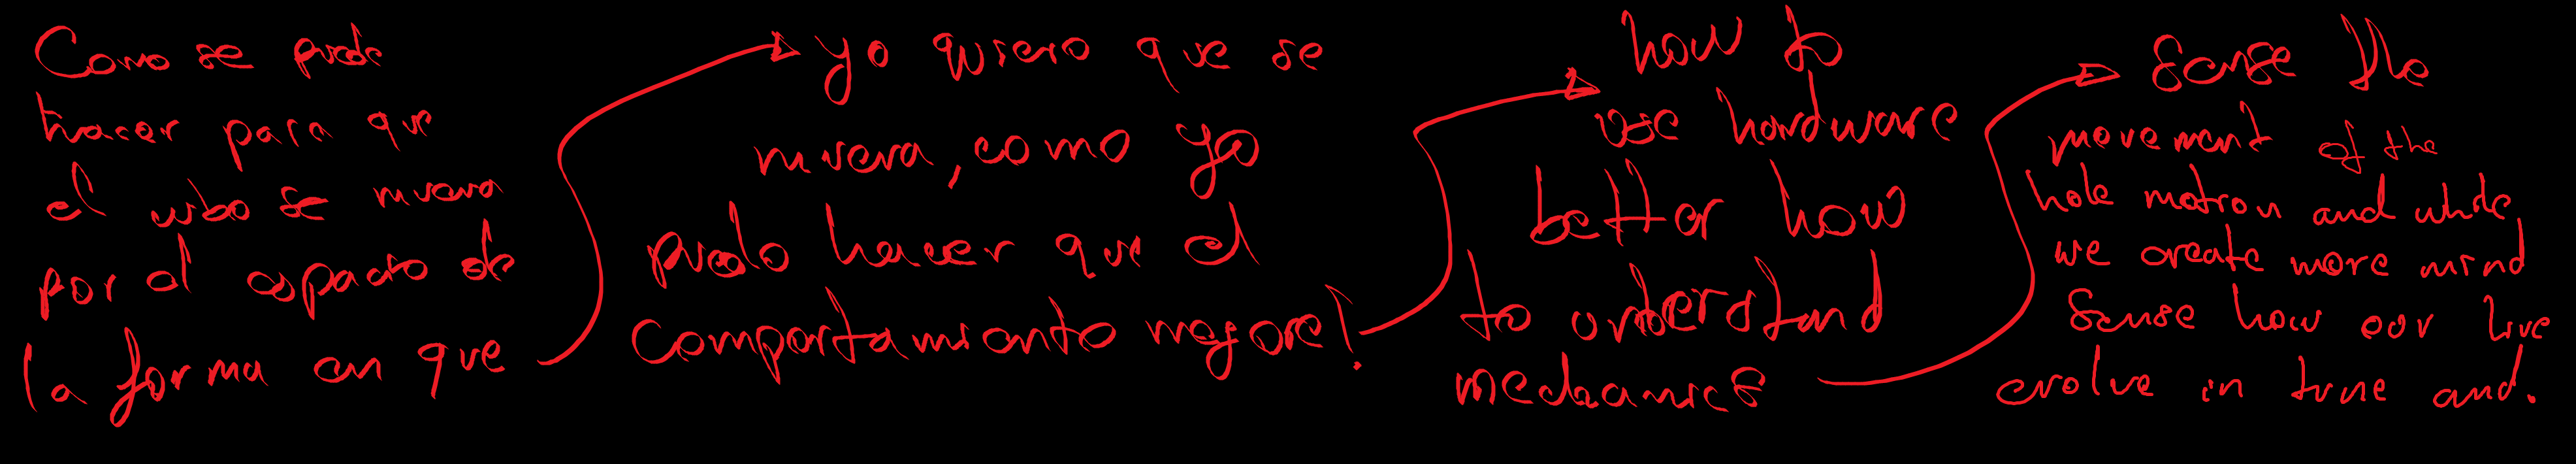 Como se puede
hacer para que
el cubo se mueva
por el espacio de
la forma en que
yo quiero que se
mueva, como yo
puedo hacer que el
comportamiento mejore?
how to
use hardware
better how
to understand
mechanics
Sense the
movement of the
hole motion and while
we create more mind
Sense how our live
evolve in time and.